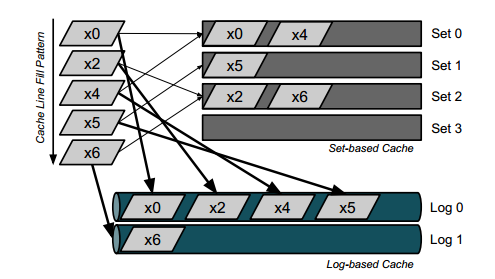 Cache Line Fill Pattern
x0
x2
x4
x5
x6
x0 x4 Set 0
x5 Set 1
x2 x6 Set 2
Set 3
Set-based Cache
x0 x2 x4 x5 Log 0
x6 Log 1
Log-based Cache